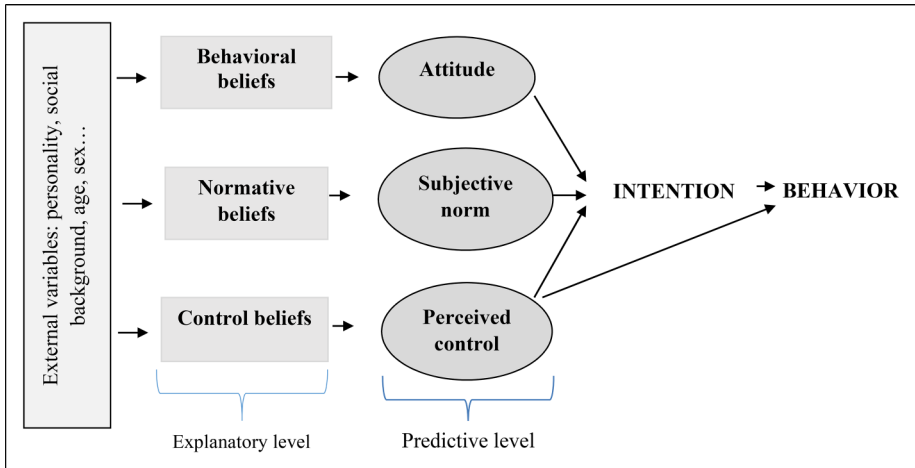 External variables: personality, social
background, age, sex…
Behavioral
beliefs
Attitude
Normative
beliefs
Subjective
norm
INTENTION
BEHAVIOR
Control beliefs
Perceived
control
Explanatory level
Predictive level